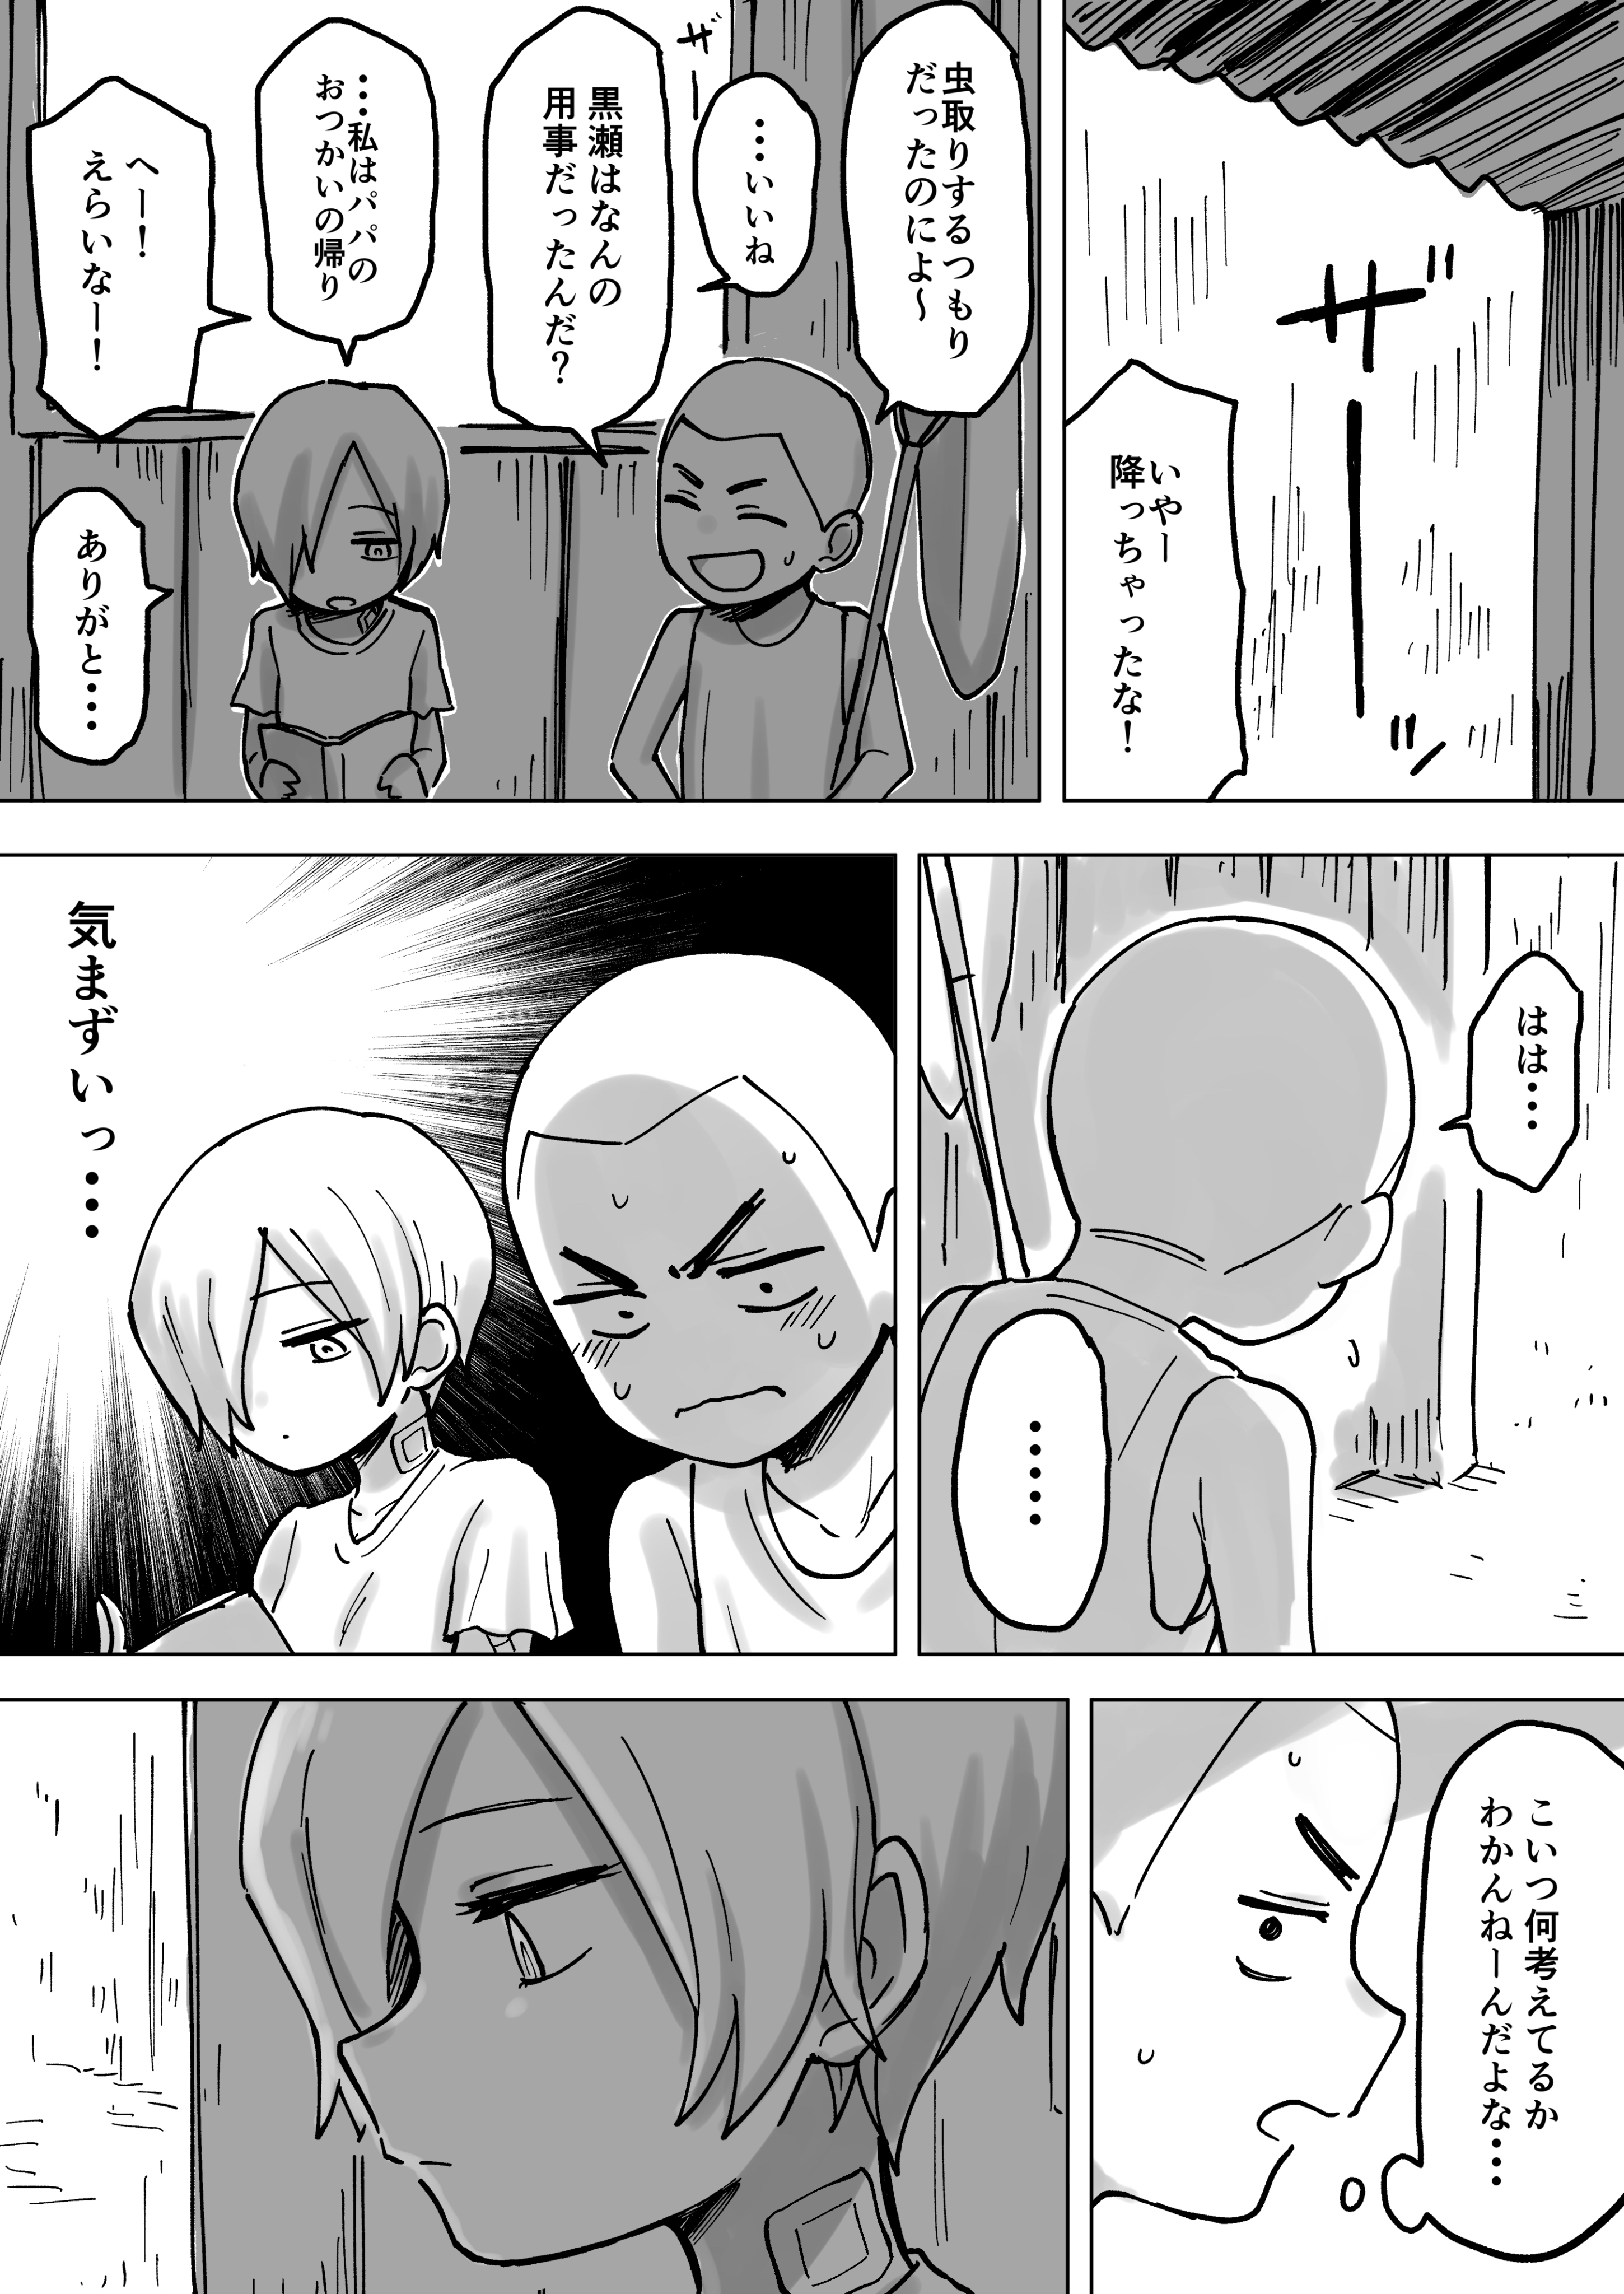 ザー
いやー
降っちゃったな！
虫取りするつもり
だったのによ〜
ザー
・・・いいね
黒瀬はなんの
用事だったんだ？
・・・私はパパの
おつかいの帰り
へー！
えらいなー！
ありがと・・・
はは・・・
・・・・・
気まずいっ・・・
こいつ何考えてるか
わかんねーんだよな・・・